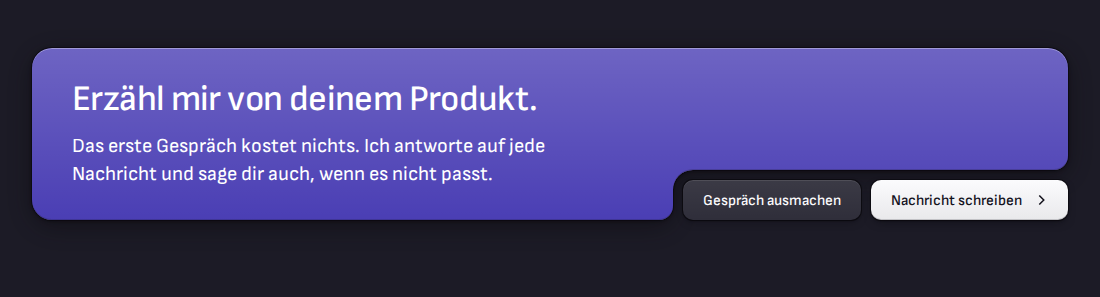 Erzähl mir von deinem Produkt.
Das erste Gespräch kostet nichts. Ich antworte auf jede
Nachricht und sage dir auch, wenn es nicht passt.
Gespräch ausmachen
Nachricht schreiben